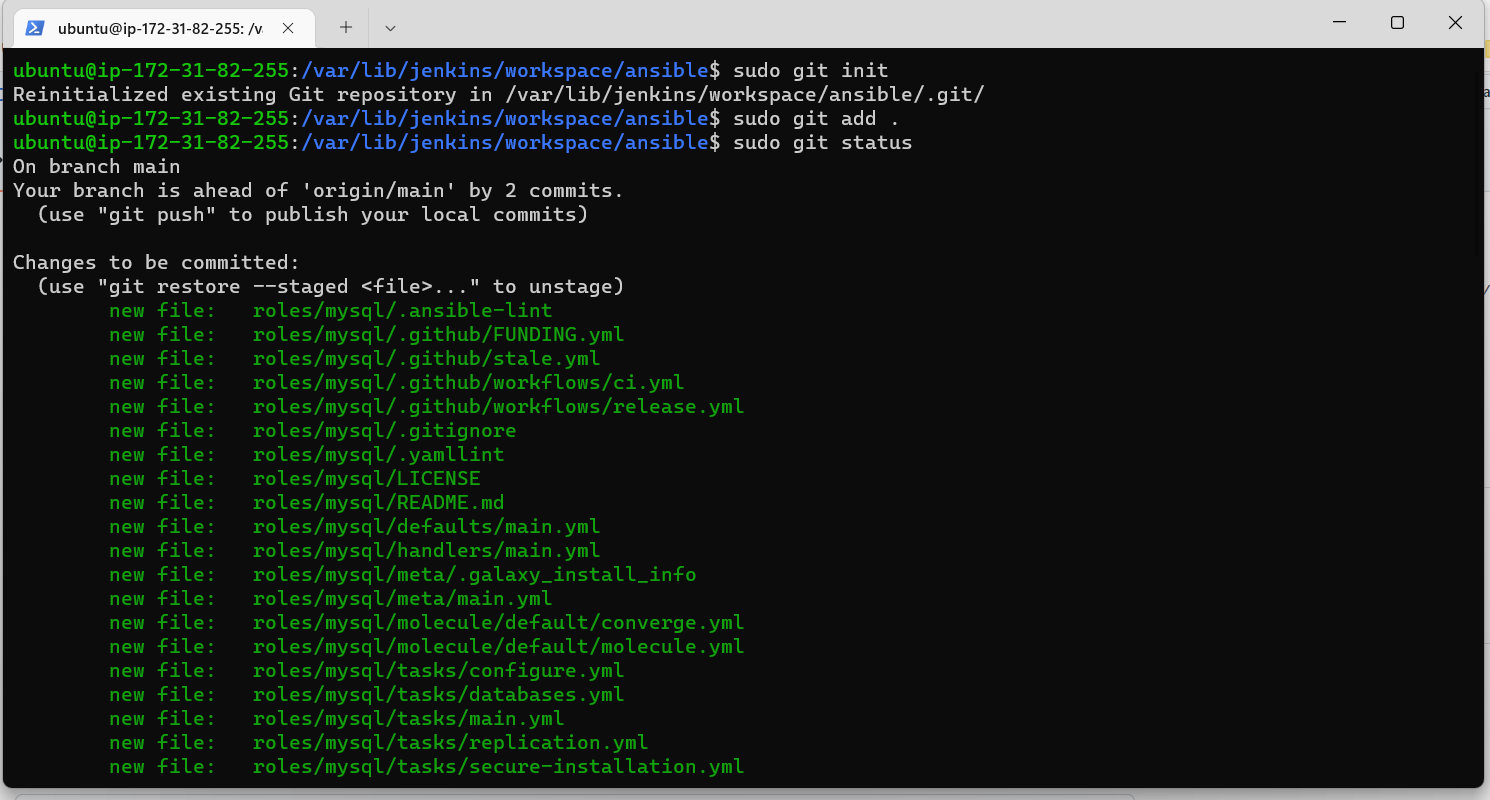 ubuntu@ip-172-31-82-255: /v
ubuntu@ip-172-31-82-255:/var/lib/jenkins/workspace/ansible$ sudo git init
Reinitialized existing Git repository in /var/lib/jenkins/workspace/ansible/.git/
ubuntu@ip-172-31-82-255:/var/lib/jenkins/workspace/ansible$ sudo git add .
ubuntu@ip-172-31-82-255:/var/lib/jenkins/workspace/ansible$ sudo git status
On branch main
Your branch is ahead of 'origin/main' by 2 commits.
  (use "git push" to publish your local commits)

Changes to be committed:
  (use "git restore --staged <file>..." to unstage)
        new file:   roles/mysql/.ansible-lint
        new file:   roles/mysql/.github/FUNDING.yml
        new file:   roles/mysql/.github/stale.yml
        new file:   roles/mysql/.github/workflows/ci.yml
        new file:   roles/mysql/.github/workflows/release.yml
        new file:   roles/mysql/.gitignore
        new file:   roles/mysql/.yamllint
        new file:   roles/mysql/LICENSE
        new file:   roles/mysql/README.md
        new file:   roles/mysql/defaults/main.yml
        new file:   roles/mysql/handlers/main.yml
        new file:   roles/mysql/meta/.galaxy_install_info
        new file:   roles/mysql/meta/main.yml
        new file:   roles/mysql/molecule/default/converge.yml
        new file:   roles/mysql/molecule/default/molecule.yml
        new file:   roles/mysql/tasks/configure.yml
        new file:   roles/mysql/tasks/databases.yml
        new file:   roles/mysql/tasks/main.yml
        new file:   roles/mysql/tasks/replication.yml
        new file:   roles/mysql/tasks/secure-installation.yml